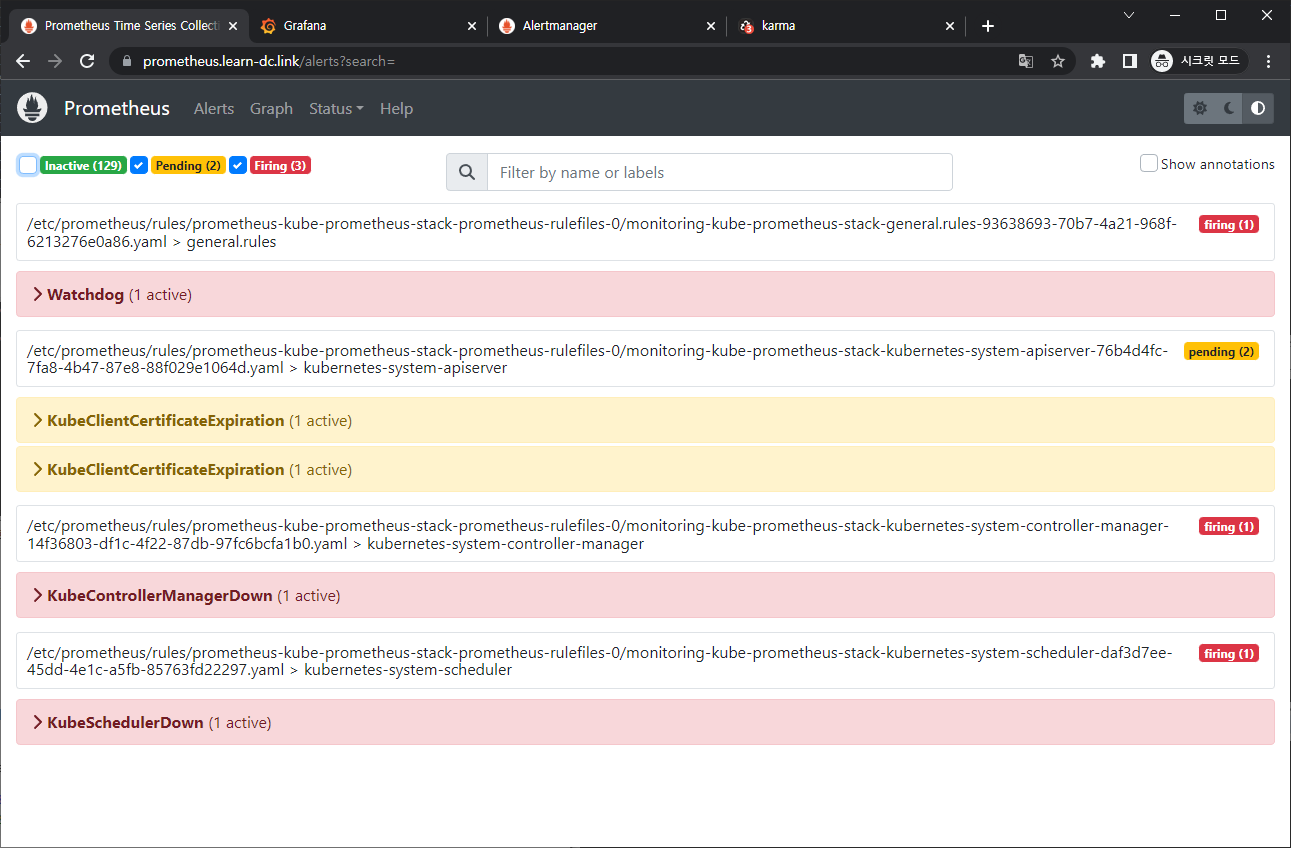 Prometheus Time Series Collecti
Grafana
Alertmanager
3
karma
prometheus.learn-dc.link/alerts?search=
시크릿 모드
Prometheus Alerts Graph Status Help
Inactive (129) Pending (2) Firing (3)
Filter by name or labels
Show annotations
/etc/prometheus/rules/prometheus-kube-prometheus-stack-prometheus-rulefiles-0/monitoring-kube-prometheus-stack-general.rules-93638693-70b7-4a21-968f-
6213276e0a86.yaml > general.rules
firing (1)
Watchdog (1 active)
/etc/prometheus/rules/prometheus-kube-prometheus-stack-prometheus-rulefiles-0/monitoring-kube-prometheus-stack-kubernetes-system-apiserver-76b4d4fc-
7fa8-4b47-87e8-88f029e1064d.yaml > kubernetes-system-apiserver
pending (2)
KubeClientCertificateExpiration (1 active)
KubeClientCertificateExpiration (1 active)
/etc/prometheus/rules/prometheus-kube-prometheus-stack-prometheus-rulefiles-0/monitoring-kube-prometheus-stack-kubernetes-system-controller-manager-
14f36803-df1c-4f22-87db-97fc6bcfa1b0.yaml > kubernetes-system-controller-manager
firing (1)
KubeControllerManagerDown (1 active)
/etc/prometheus/rules/prometheus-kube-prometheus-stack-prometheus-rulefiles-0/monitoring-kube-prometheus-stack-kubernetes-system-scheduler-daf3d7ee-
45dd-4e1c-a5fb-85763fd22297.yaml > kubernetes-system-scheduler
firing (1)
KubeSchedulerDown (1 active)